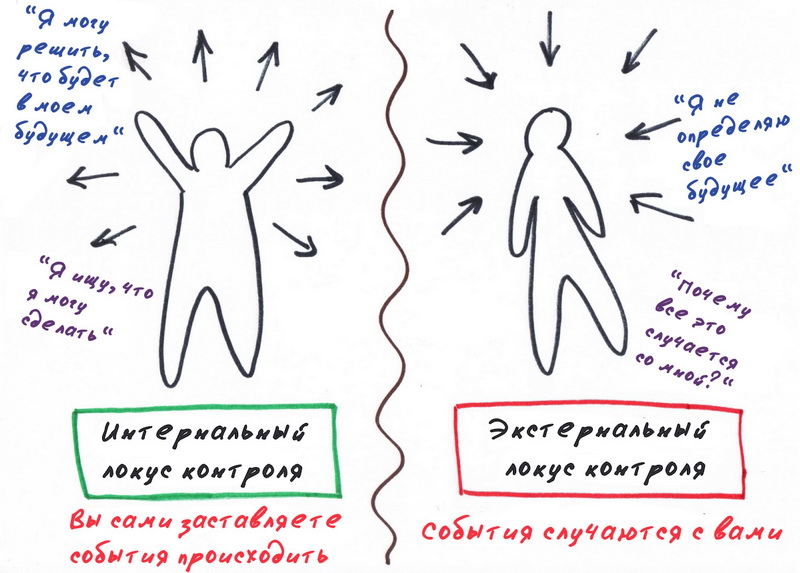 "Я могу
решить,
что будет
в моем
будущем"
"Я ищу, что
я могу
сделать"
Интернальный
локус контроля
Вы сами заставляете
события происходить
"Я не
определяю
свое
будущее"
"Почему
все это
случается
со мной?"
Экстернальный
локус контроля
События случаются с вами